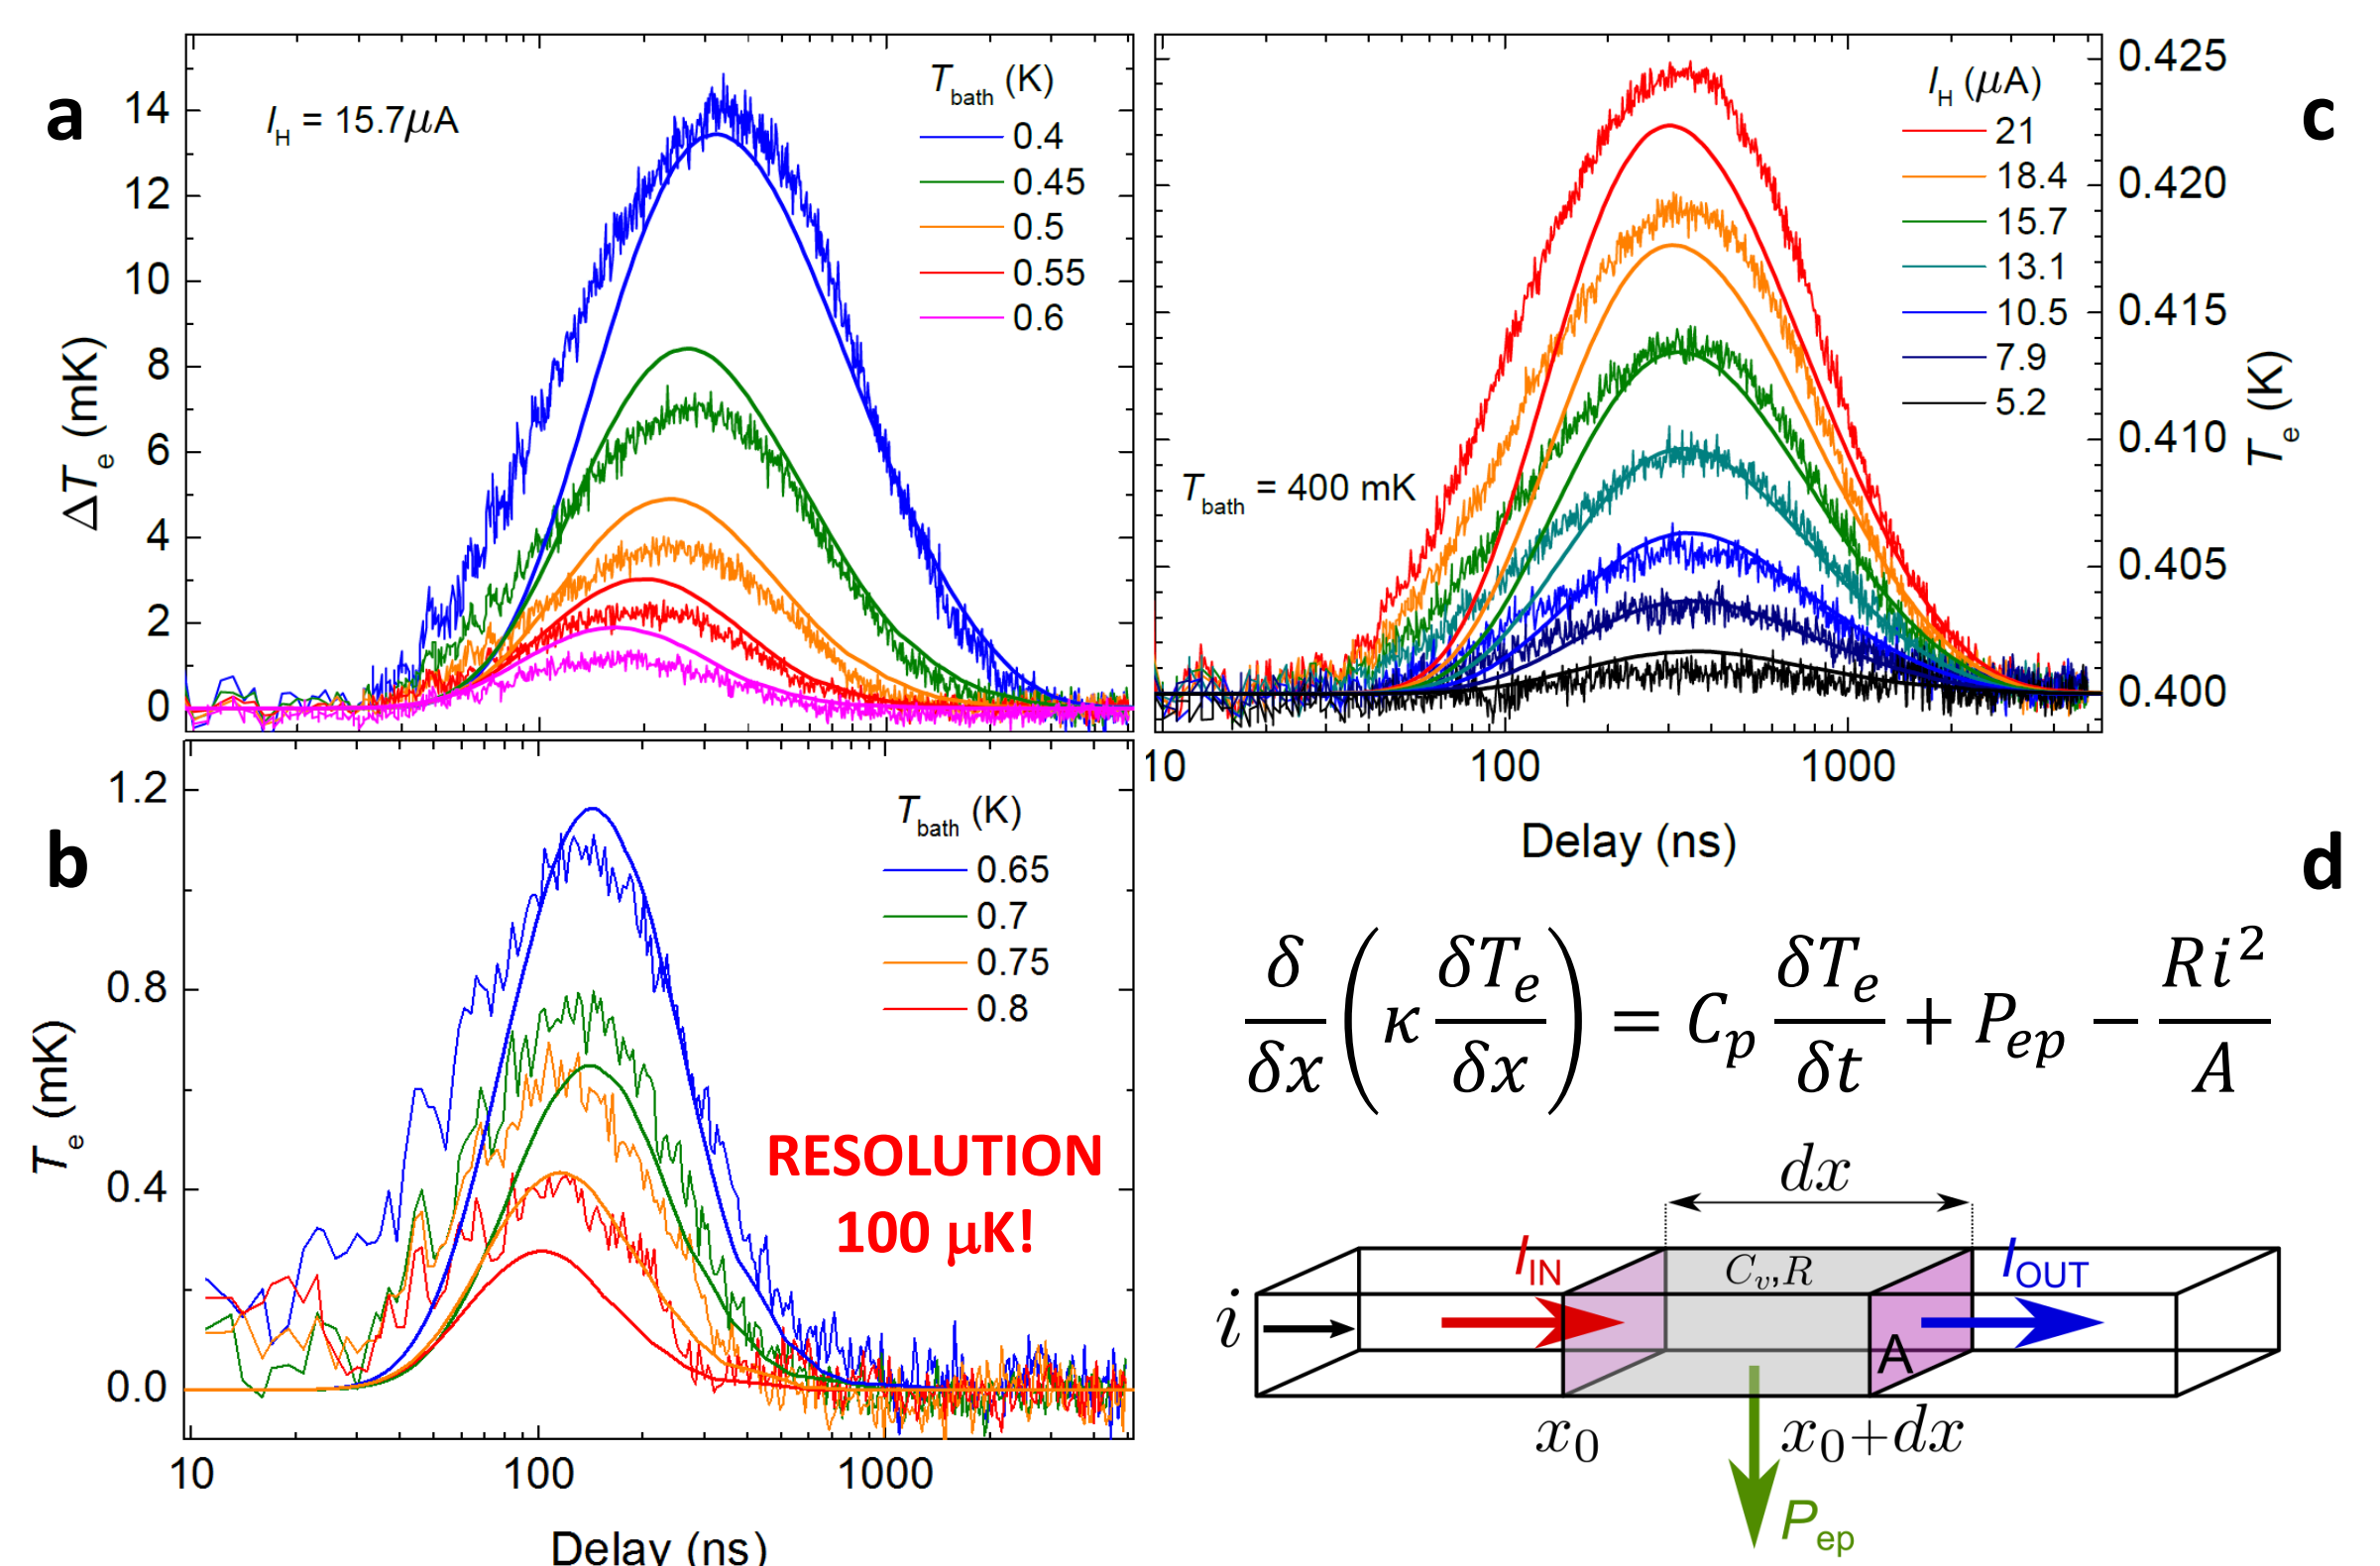 a
I_H = 15.7μA
T_bath (K)
0.4
0.45
0.5
0.55
0.6
14
12
10
8
6
4
2
0
ΔT_e (mK)
c
I_H (μA)
21
18.4
15.7
13.1
10.5
7.9
5.2
T_bath = 400 mK
0.425
0.420
0.415
0.410
0.405
0.400
T_e (K)
10 100 1000
Delay (ns)
b
T_bath (K)
0.65
0.7
0.75
0.8
RESOLUTION
100 μK!
1.2
0.8
0.4
0.0
T_e (mK)
10 100 1000
Delay (ns)
d
δ/δx (κ δT_e/δx) = C_p δT_e/δt + P_ep − Ri²/A
dx
i
I_IN
C_v,R
I_OUT
A
x_0
x_0+dx
P_ep